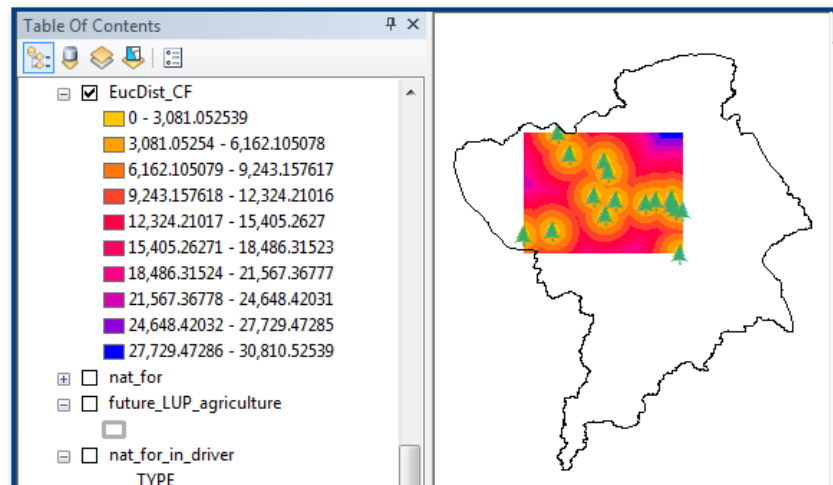 Table Of Contents
EucDist_CF
0 - 3,081.052539
3,081.05254 - 6,162.105078
6,162.105079 - 9,243.157617
9,243.157618 - 12,324.21016
12,324.21017 - 15,405.2627
15,405.26271 - 18,486.31523
18,486.31524 - 21,567.36777
21,567.36778 - 24,648.42031
24,648.42032 - 27,729.47285
27,729.47286 - 30,810.52539
nat_for
future_LUP_agriculture
nat_for_in_driver
TYPE